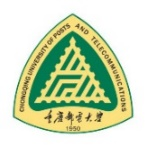 CHONGQING UNIVERSITY OF POSTS AND TELECOMMUNICATIONS
重庆邮电大学
1950